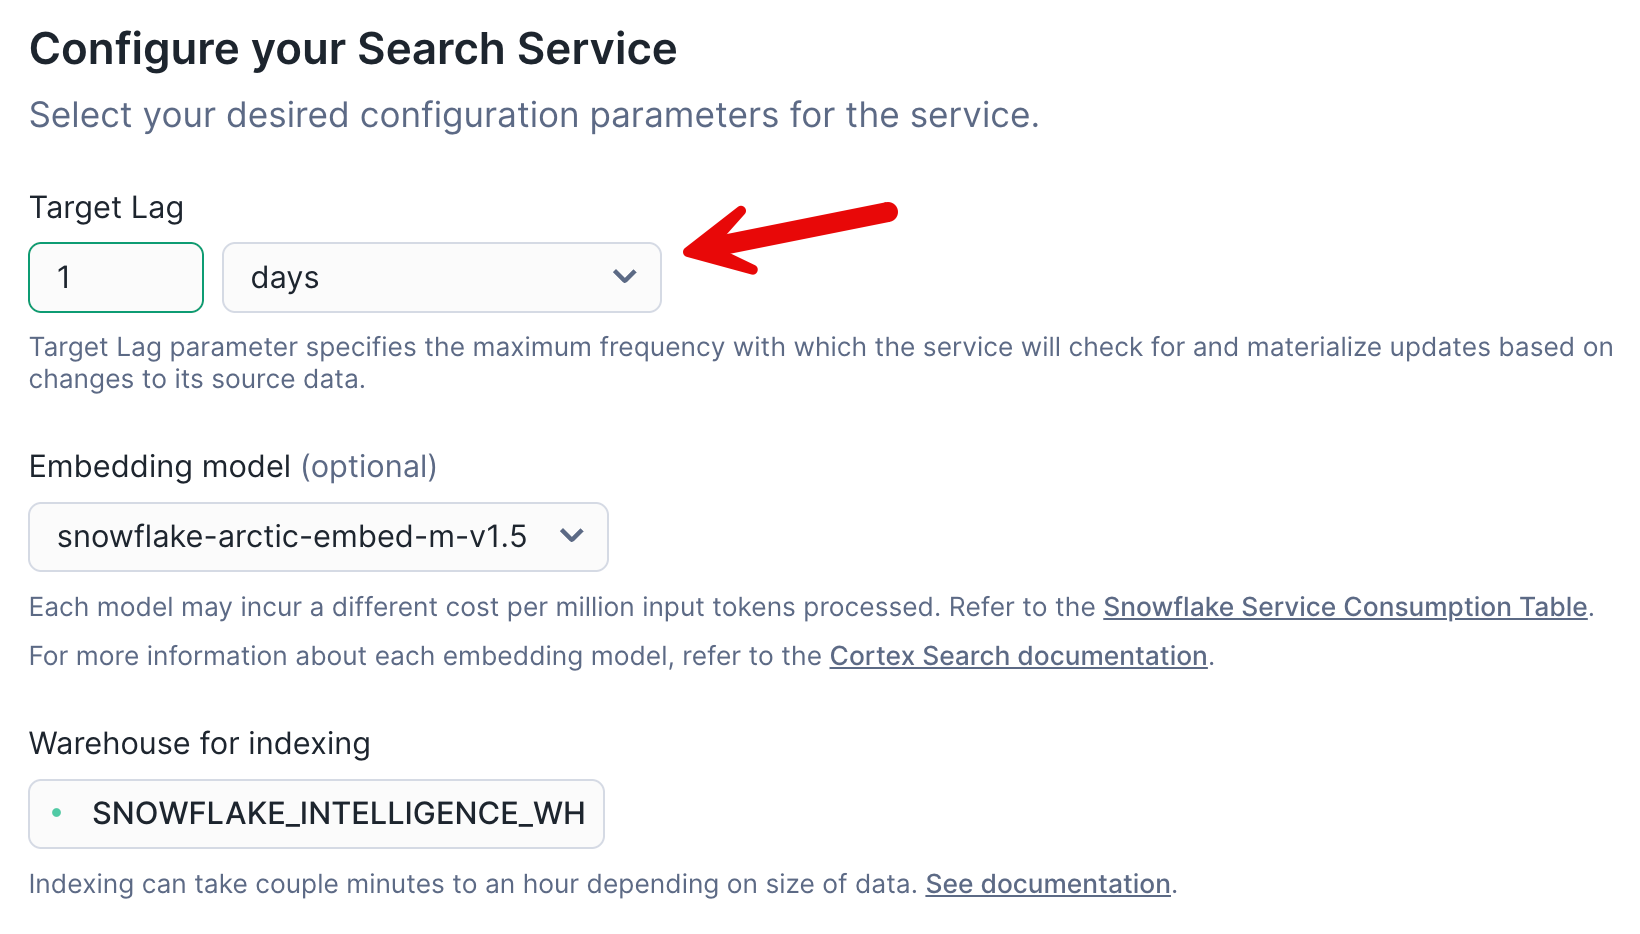 Configure your Search Service
Select your desired configuration parameters for the service.
Target Lag
1 days
Target Lag parameter specifies the maximum frequency with which the service will check for and materialize updates based on
changes to its source data.
Embedding model (optional)
snowflake-arctic-embed-m-v1.5
Each model may incur a different cost per million input tokens processed. Refer to the Snowflake Service Consumption Table.
For more information about each embedding model, refer to the Cortex Search documentation.
Warehouse for indexing
SNOWFLAKE_INTELLIGENCE_WH
Indexing can take couple minutes to an hour depending on size of data. See documentation.